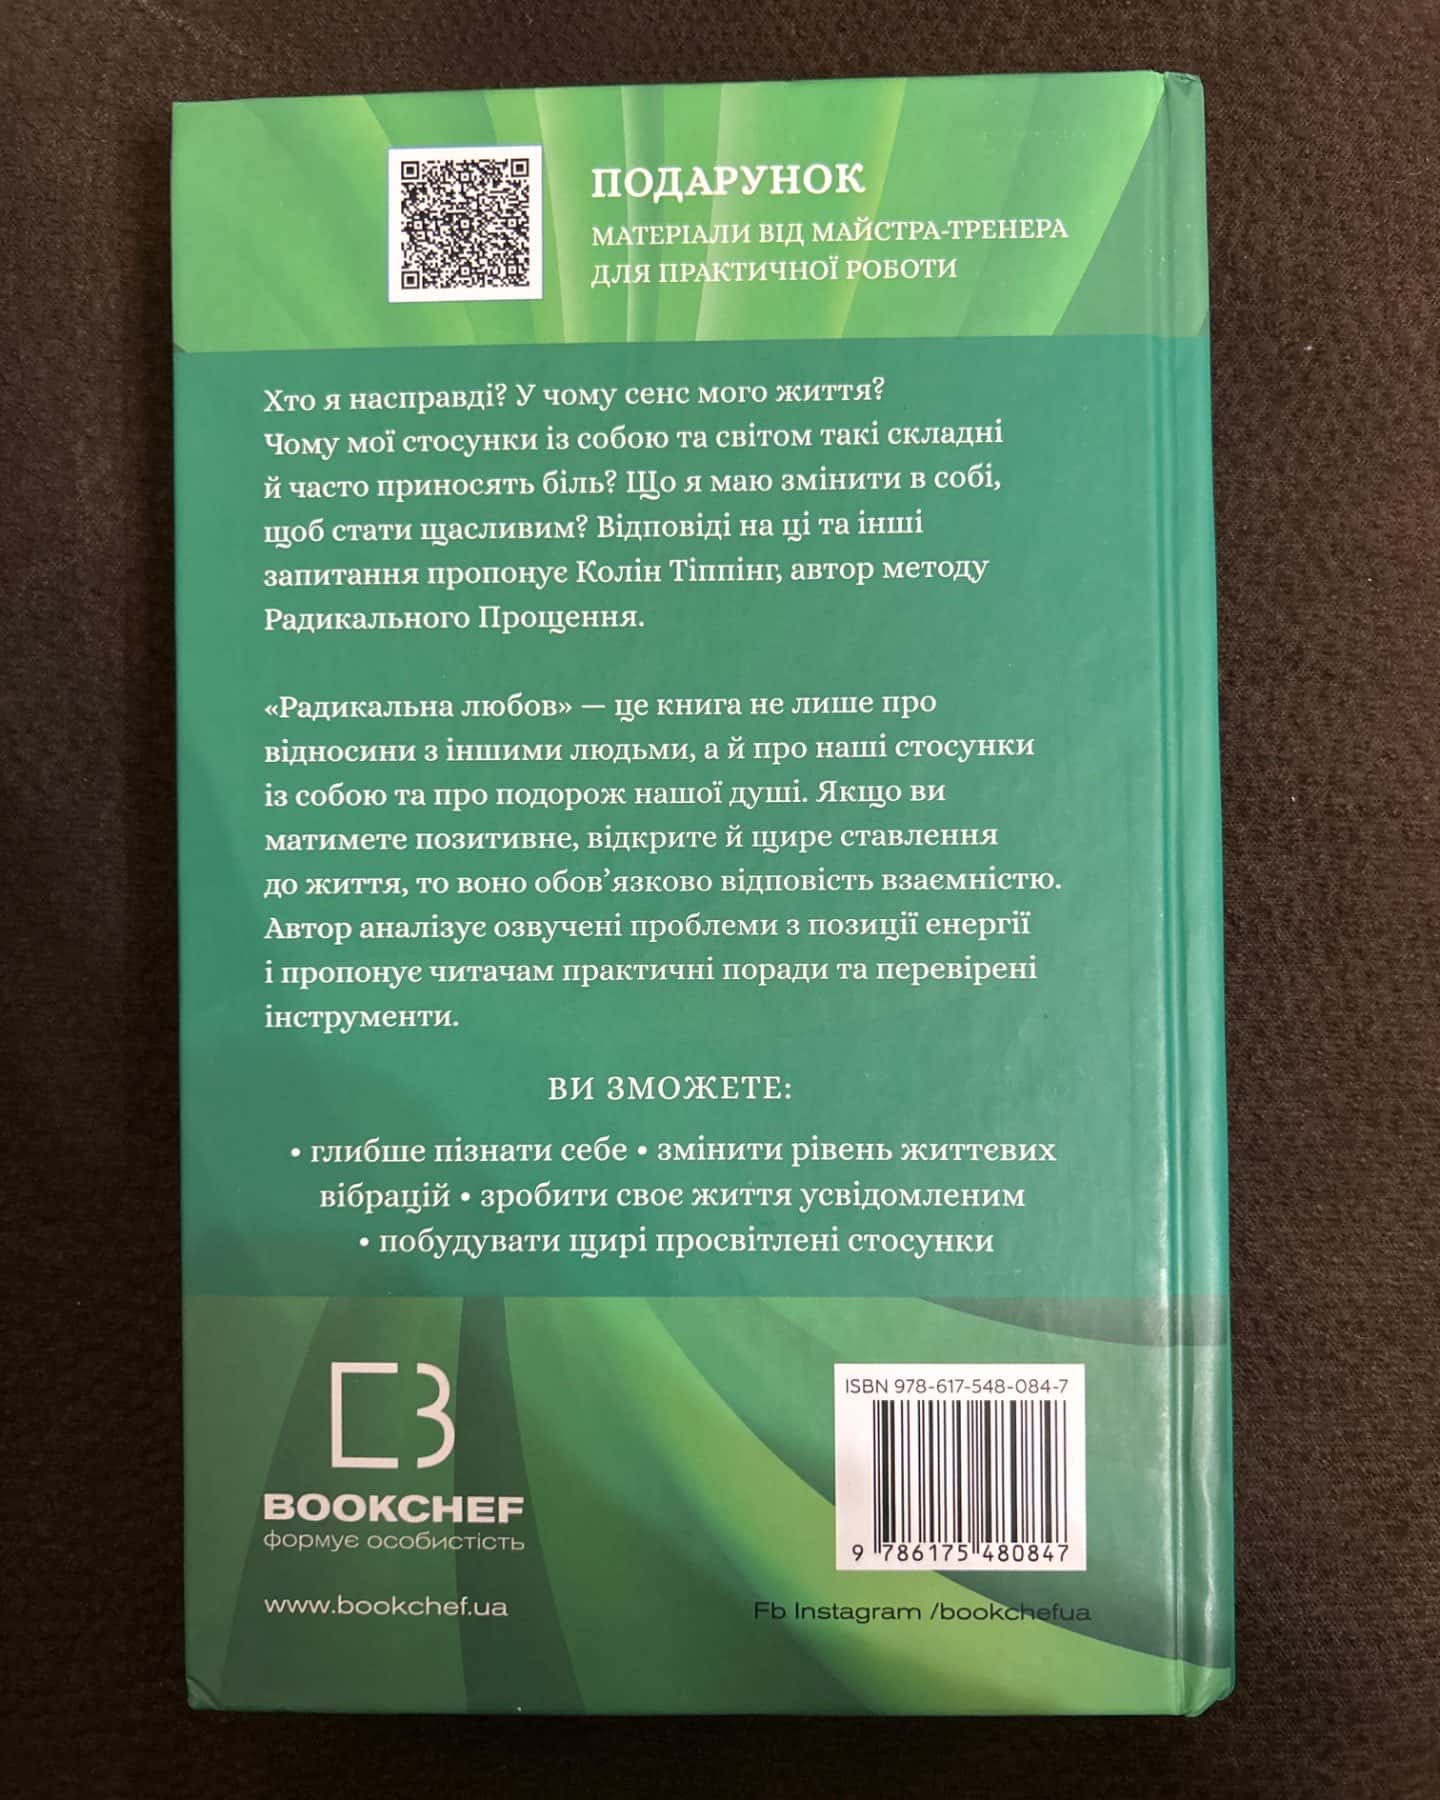 ПОДАРУНОК
МАТЕРІАЛИ ВІД МАЙСТРА-ТРЕНЕРА
ДЛЯ ПРАКТИЧНОЇ РОБОТИ
Хто я насправді? У чому сенс мого життя?
Чому мої стосунки із собою та світом такі складні
й часто приносять біль? Що я маю змінити в собі,
щоб стати щасливим? Відповіді на ці та інші
запитання пропонує Колін Тіппінг, автор методу
Радикального Прощення.
«Радикальна любов» — це книга не лише про
відносини з іншими людьми, а й про наші стосунки
із собою та про подорож нашої душі. Якщо ви
матимете позитивне, відкрите й щире ставлення
до життя, то воно обов’язково відповість взаємністю.
Автор аналізує озвучені проблеми з позиції енергії
і пропонує читачам практичні поради та перевірені
інструменти.
ВИ ЗМОЖЕТЕ:
• глибше пізнати себе • змінити рівень життєвих
вібрацій • зробити своє життя усвідомленим
• побудувати щирі просвітлені стосунки
BOOKCHEF
формує особистість
www.bookchef.ua
ISBN 978-617-548-084-7
9 786175 480847
Fb Instagram /bookchefua